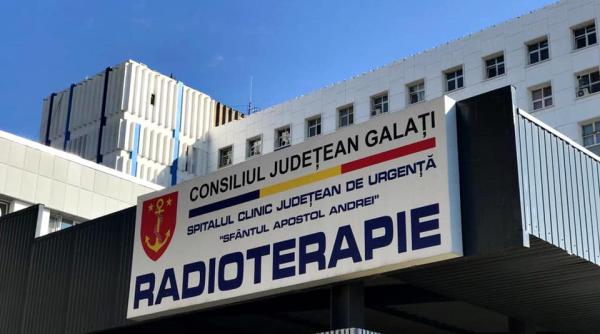 CONSILIUL JUDEȚEAN GALAȚI
SPITALUL CLINIC JUDEȚEAN DE URGENȚĂ
"SFÂNTUL APOSTOL ANDREI"
RADIOTERAPIE